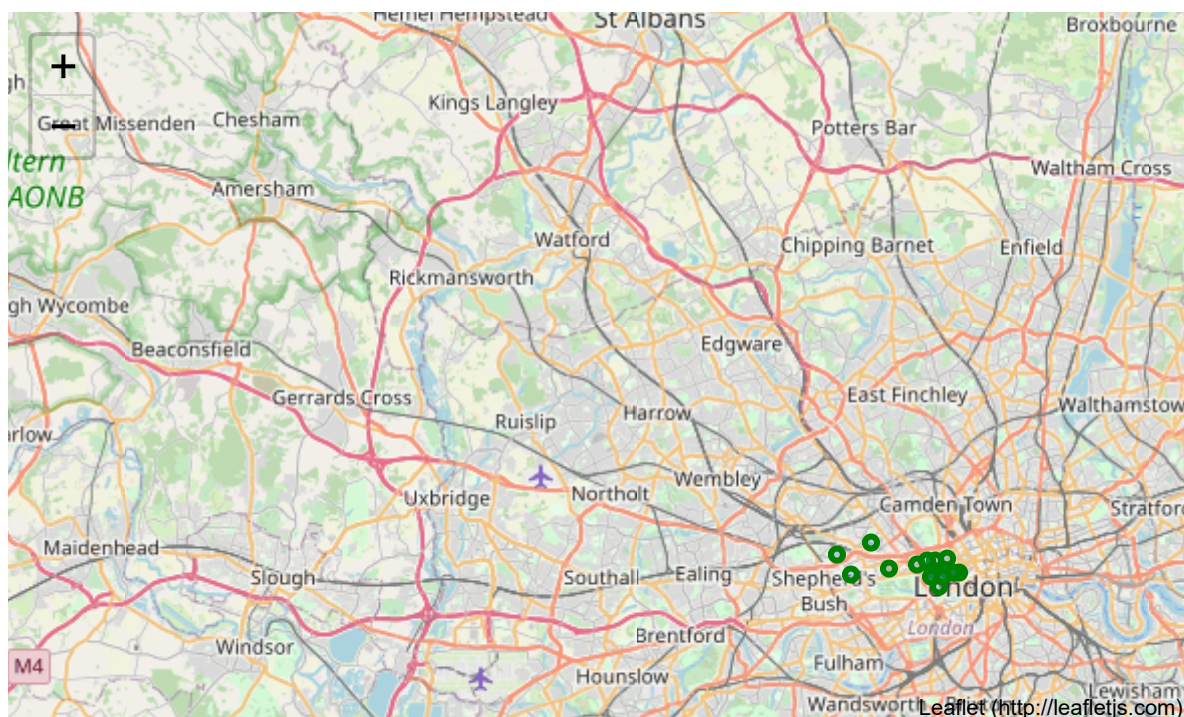 Hemel Hempstead
St Albans
Broxbourne
+
gh
Kings Langley
Great Missenden
Chesham
Potters Bar
ltern
AONB
Waltham Cross
Amersham
Watford
Chipping Barnet
Enfield
Rickmansworth
gh Wycombe
Edgware
Beaconsfield
Gerrards Cross
East Finchley
Walthamstow
Harrow
Ruislip
arlow
Wembley
Uxbridge
Northolt
Camden Town
Stratford
Maidenhead
Slough
Southall
Ealing
Shepherd's
Bush
London
London
Brentford
Windsor
M4
Fulham
Hounslow
Lewisham
Wandsworth
Brixton
Leaflet (http://leafletjs.com)